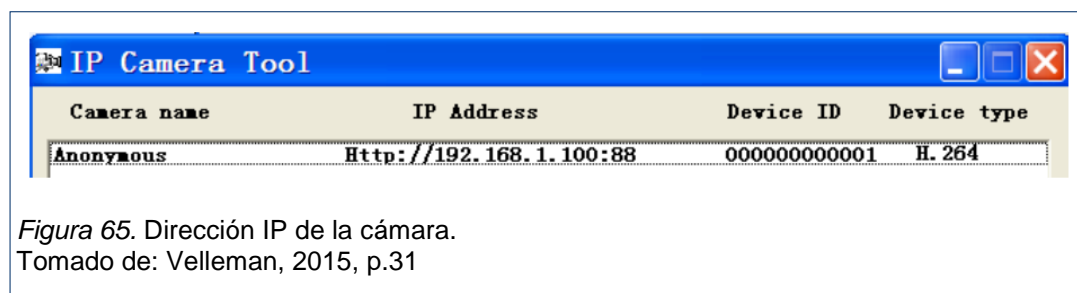 IP Camera Tool
Camera name IP Address Device ID Device type
Anonymous Http://192.168.1.100:88 000000000001 H.264
Figura 65. Dirección IP de la cámara.
Tomado de: Velleman, 2015, p.31